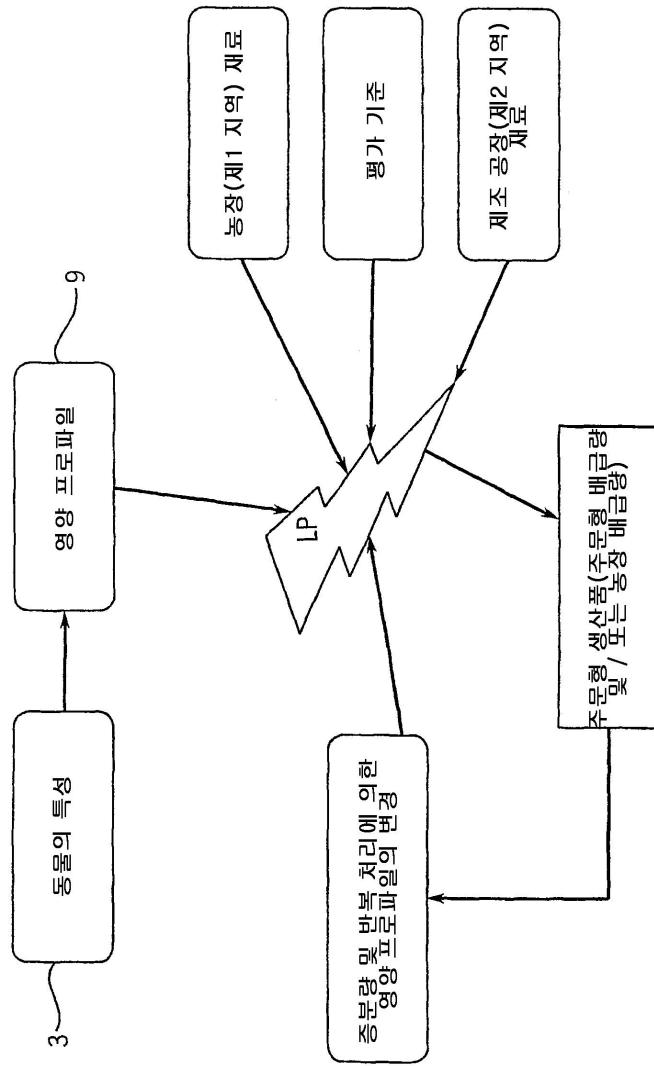 3
동물의 특성
영양 프로파일
9
LP
농장(제1 지역) 재료
평가 기준
제조 공장(제2 지역)
재료
증분량 및 반복 처리에 의한
영양 프로파일의 변경
주문형 생산품(주문형 배급량
및 / 또는 농장 배급량)